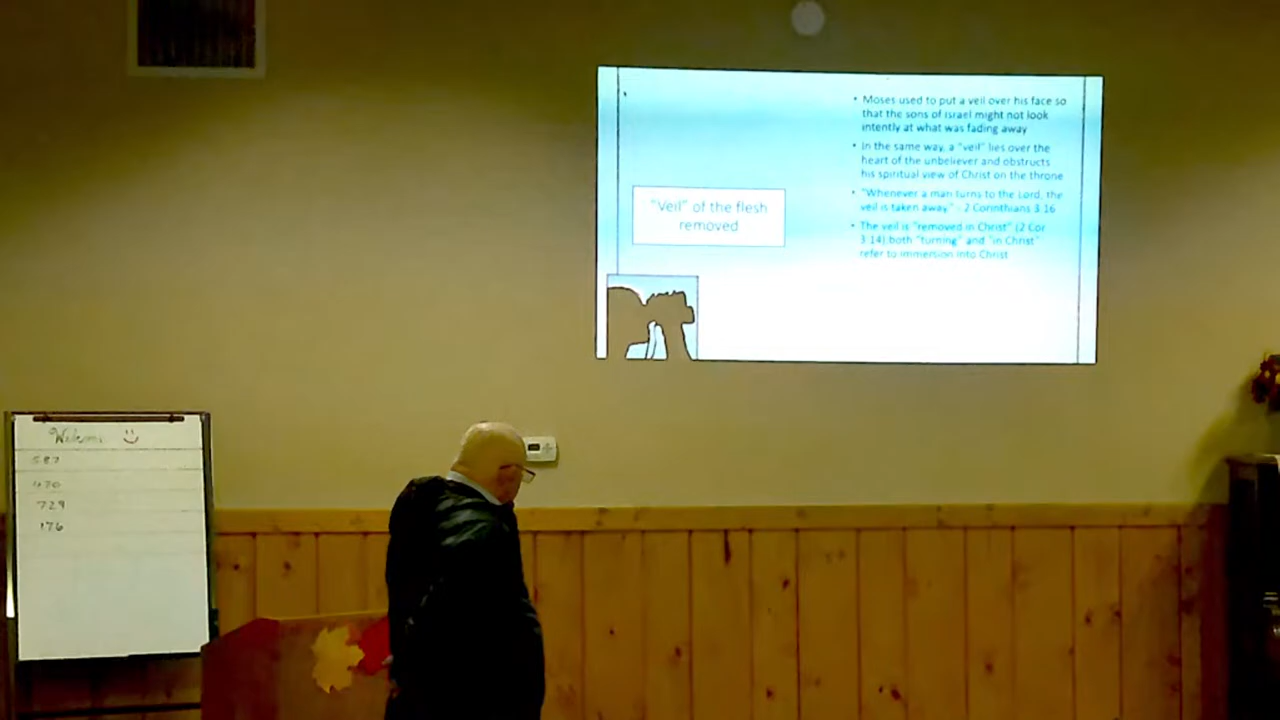 Welcome
587
470
729
176
"Veil" of the flesh
removed
• Moses used to put a veil over his face so
that the sons of Israel might not look
intently at what was fading away
• In the same way, a "veil" lies over the
heart of the unbeliever and obstructs
his spiritual view of Christ on the throne
• "Whenever a man turns to the Lord, the
veil is taken away." - 2 Corinthians 3:16
• The veil is "removed in Christ" (2 Cor
3:14) both "turning" and "in Christ"
refer to immersion into Christ